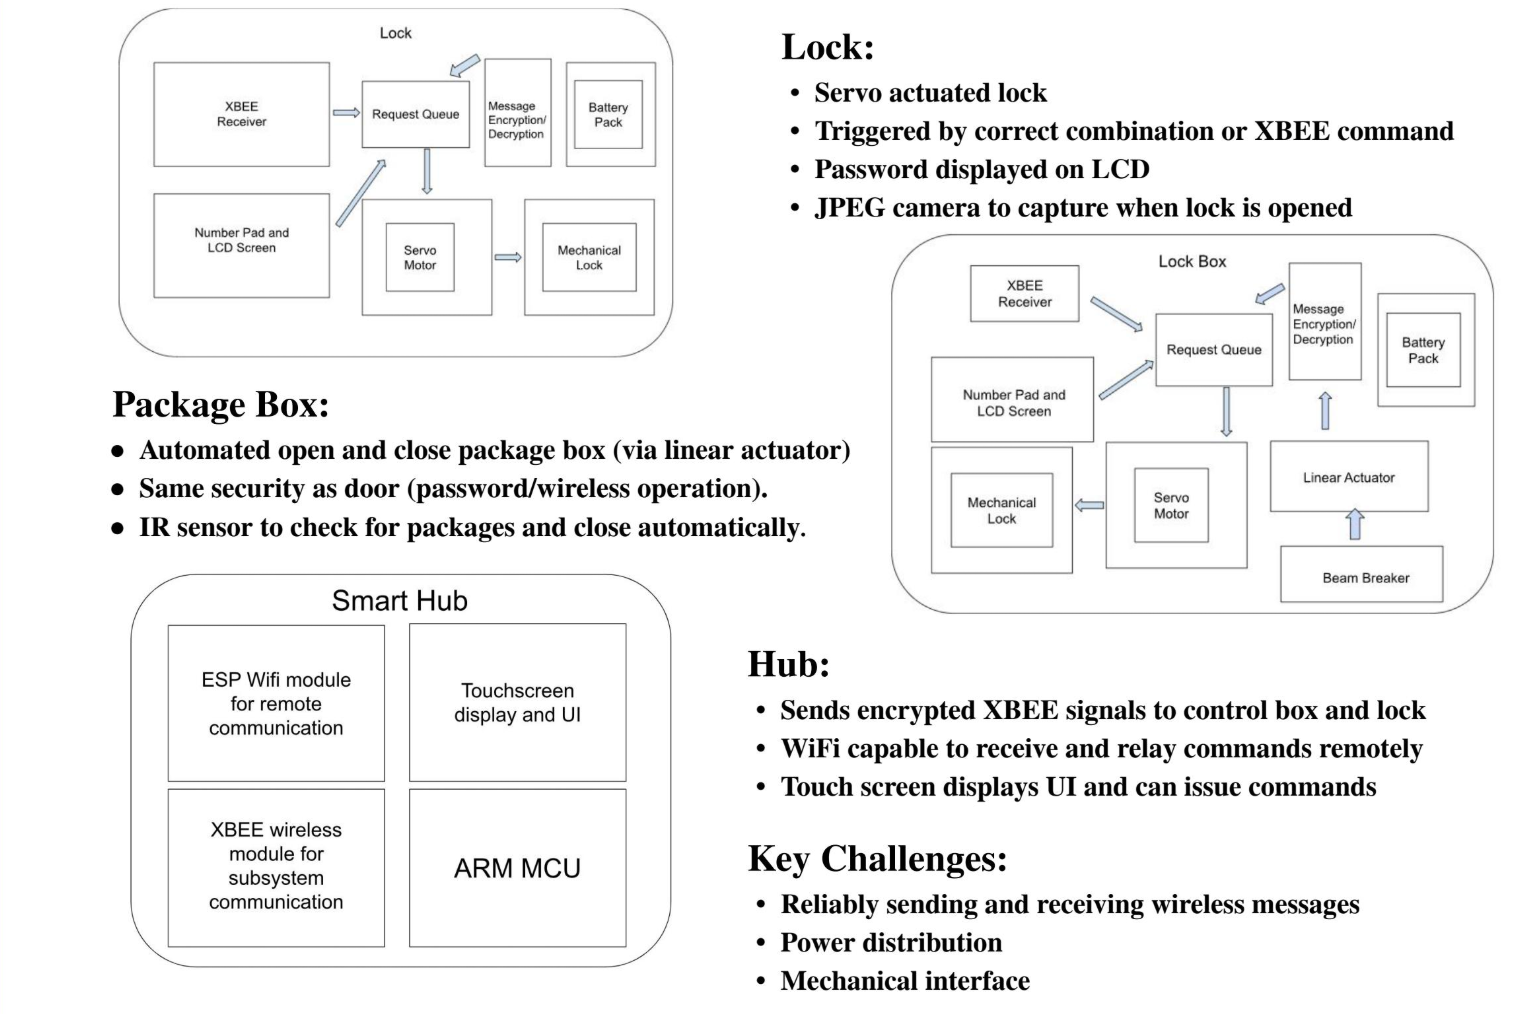 Lock
XBEE
Receiver
Request Queue
Message
Encryption/
Decryption
Battery
Pack
Number Pad and
LCD Screen
Servo
Motor
Mechanical
Lock
Lock:
• Servo actuated lock
• Triggered by correct combination or XBEE command
• Password displayed on LCD
• JPEG camera to capture when lock is opened
Lock Box
XBEE
Receiver
Request Queue
Message
Encryption/
Decryption
Battery
Pack
Number Pad and
LCD Screen
Mechanical
Lock
Servo
Motor
Linear Actuator
Beam Breaker
Package Box:
● Automated open and close package box (via linear actuator)
● Same security as door (password/wireless operation).
● IR sensor to check for packages and close automatically.
Smart Hub
ESP Wifi module
for remote
communication
Touchscreen
display and UI
XBEE wireless
module for
subsystem
communication
ARM MCU
Hub:
• Sends encrypted XBEE signals to control box and lock
• WiFi capable to receive and relay commands remotely
• Touch screen displays UI and can issue commands
Key Challenges:
• Reliably sending and receiving wireless messages
• Power distribution
• Mechanical interface